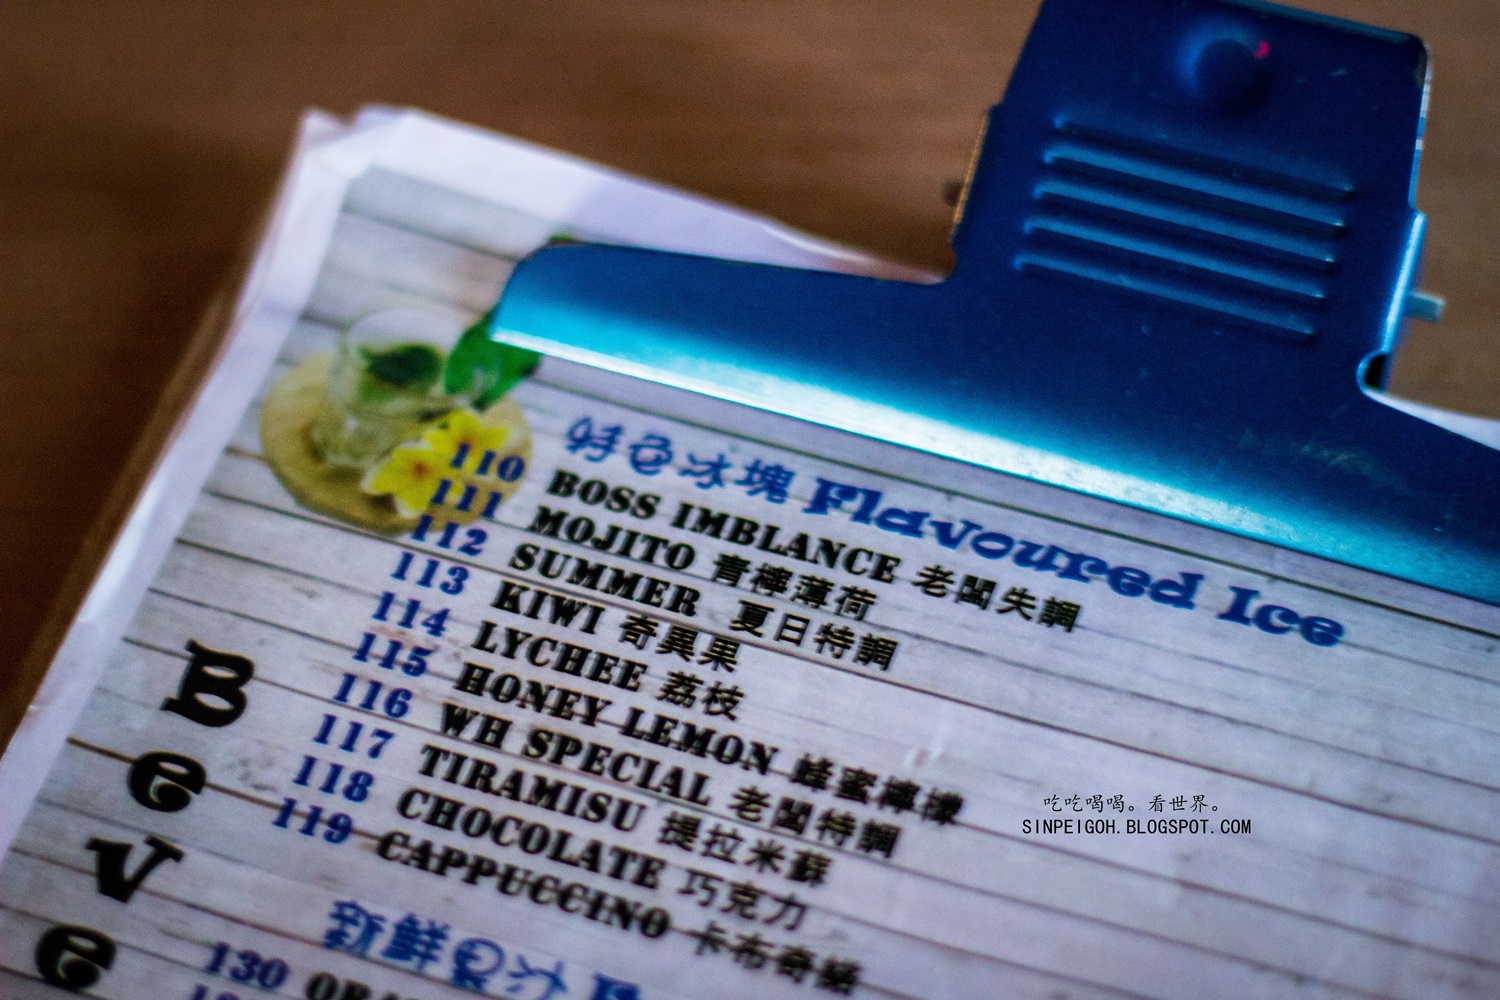 特色冰塊 Flavoured Ice
110 BOSS IMBLANCE 老闆失調
111 MOJITO 青檸薄荷
112 SUMMER 夏日特調
113 KIWI 奇異果
114 LYCHEE 荔枝
115 HONEY LEMON 蜂蜜檸檬
116 WH SPECIAL 老闆特調
117 TIRAMISU 提拉米蘇
118 CHOCOLATE 巧克力
119 CAPPUCCINO 卡布奇諾
新鮮果汁
130
Beve
吃吃喝喝。看世界。
SINPEIGOH.BLOGSPOT.COM